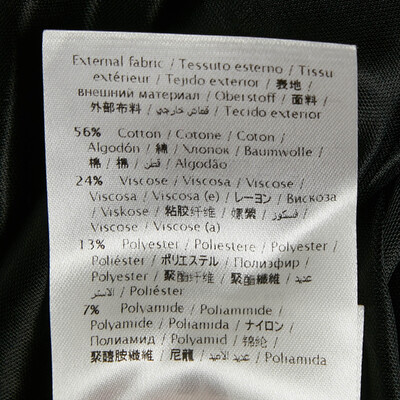 External fabric / Tessuto esterno / Tissu
extérieur / Tejido exterior / 表地 /
внешний материал / Oberstoff / 面料 /
外部布料 / قماش خارجي / Tecido exterior
56% Cotton / Cotone / Coton /
Algodón / 綿 / Хлопок / Baumwolle /
棉 / 棉 / قطن / Algodão
24% Viscose / Viscosa / Viscose /
Viscosa / Viscosa (e) / レーヨン / Вискоза
/ Viskose / 粘胶纤维 / 嫘縈 / فسكوز /
Viscose / Viscose (a)
13% Polyester / Poliestere / Polyester /
Poliéster / ポリエステル / Полиэфир /
Polyester / 聚酯纤维 / 聚酯纖維 / عديد
الاستر / Poliéster
7% Polyamide / Poliammide /
Polyamide / Poliamida / ナイロン /
Полиамид / Polyamid / 锦纶 /
聚醯胺纖維 / 尼龍 / عديد الاميد / Poliamida